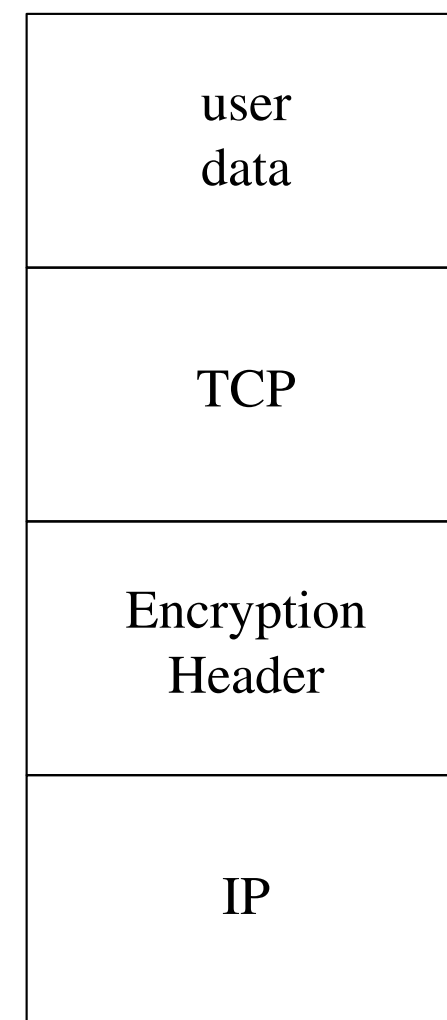 user
data
TCP
Encryption
Header
IP